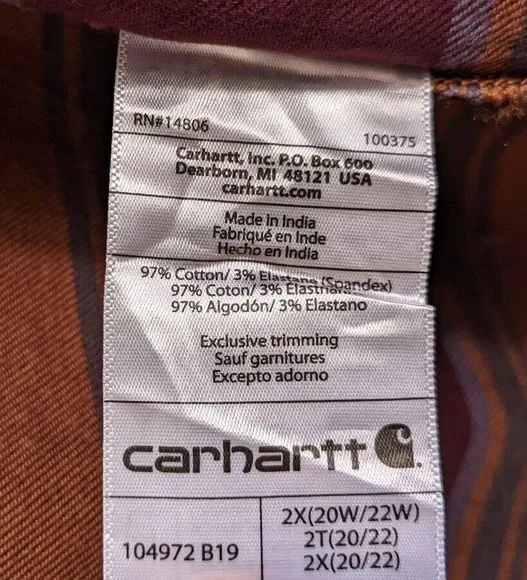 RN#14806
100375
Carhartt, Inc. P.O. Box 600
Dearborn, MI 48121 USA
carhartt.com
Made in India
Fabriqué en Inde
Hecho en India
97% Cotton/ 3% Elastane (Spandex)
97% Coton/ 3% Élasthanne
97% Algodón/ 3% Elastano
Exclusive trimming
Sauf garnitures
Excepto adorno
carhartt
104972 B19
2X(20W/22W)
2T(20/22)
2X(20/22)